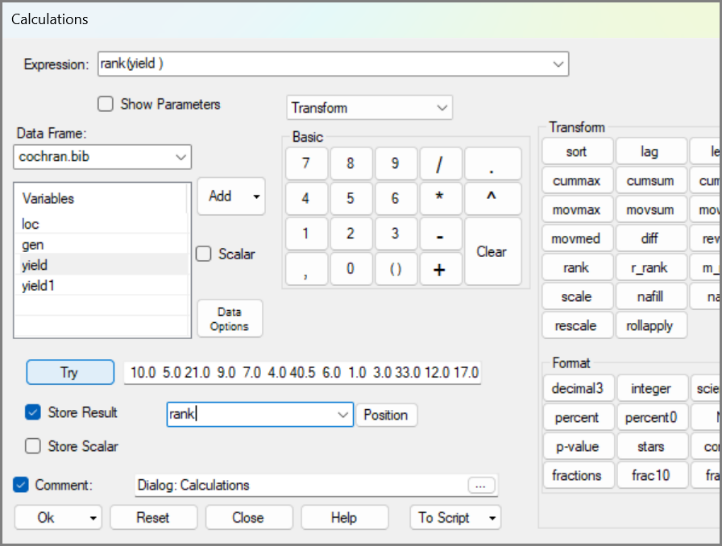 Calculations
Expression: rank(yield )
Show Parameters Transform
Data Frame:
cochran.bib
Variables
loc
gen
yield
yield1
Add
Scalar
Data
Options
Basic
7 8 9 / .
4 5 6 * ^
1 2 3 - Clear
, 0 ( ) +
Transform
sort lag le
cummax cumsum cum
movmax movsum mov
movmed diff rev
rank r_rank m_
scale nafill na
rescale rollapply
Try 10.0 5.0 21.0 9.0 7.0 4.0 40.5 6.0 1.0 3.0 33.0 12.0 17.0
Store Result rank Position
Store Scalar
Format
decimal3 integer scie
percent percent0
p-value stars co
fractions frac10 fra
Comment: Dialog: Calculations ...
Ok Reset Close Help To Script